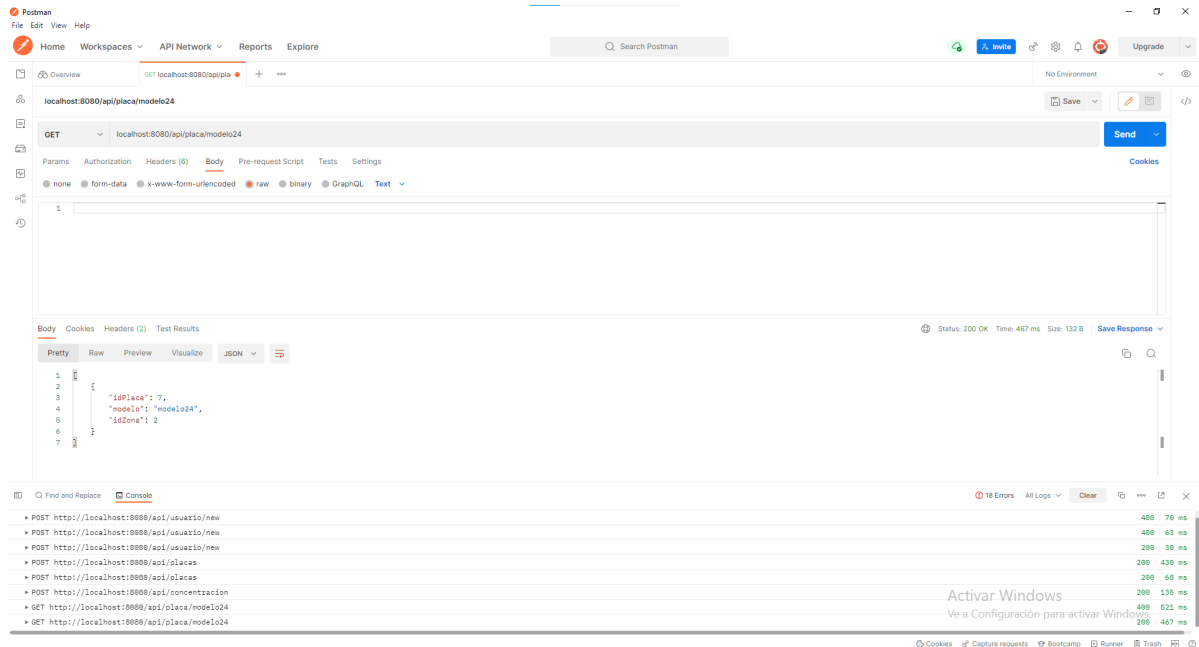 Postman
File Edit View Help
Home Workspaces API Network Reports Explore Search Postman Invite Upgrade
Overview GET localhost:8080/api/pla No Environment
localhost:8080/api/placa/modelo24 Save
GET localhost:8080/api/placa/modelo24 Send
Params Authorization Headers (6) Body Pre-request Script Tests Settings Cookies
none form-data x-www-form-urlencoded raw binary GraphQL Text
1
Body Cookies Headers (2) Test Results Status: 200 OK Time: 467 ms Size: 132 B Save Response
Pretty Raw Preview Visualize JSON
1 [
2 {
3 "idPlaca": 7,
4 "modelo": "modelo24",
5 "idZona": 2
6 }
7 ]
Find and Replace Console 18 Errors All Logs Clear
POST http://localhost:8080/api/usuario/new 400 70 ms
POST http://localhost:8080/api/usuario/new 400 63 ms
POST http://localhost:8080/api/usuario/new 200 30 ms
POST http://localhost:8080/api/placas 200 430 ms
POST http://localhost:8080/api/placas 200 68 ms
POST http://localhost:8080/api/concentracion 200 135 ms
Activar Windows
GET http://localhost:8080/api/placa/modelo24 400 521 ms
Ve a Configuración para activar Windows.
GET http://localhost:8080/api/placa/modelo24 200 467 ms
Cookies Capture requests Bootcamp Runner Trash